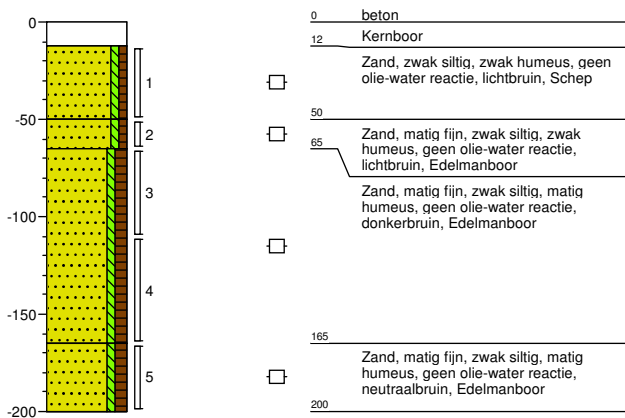 0
-50
-100
-150
-200
1
2
3
4
5
0
beton
12
Kernboor
Zand, zwak siltig, zwak humeus, geen
olie-water reactie, lichtbruin, Schep
50
Zand, matig fijn, zwak siltig, zwak
humeus, geen olie-water reactie,
lichtbruin, Edelmanboor
65
Zand, matig fijn, zwak siltig, matig
humeus, geen olie-water reactie,
donkerbruin, Edelmanboor
165
Zand, matig fijn, zwak siltig, matig
humeus, geen olie-water reactie,
neutraalbruin, Edelmanboor
200